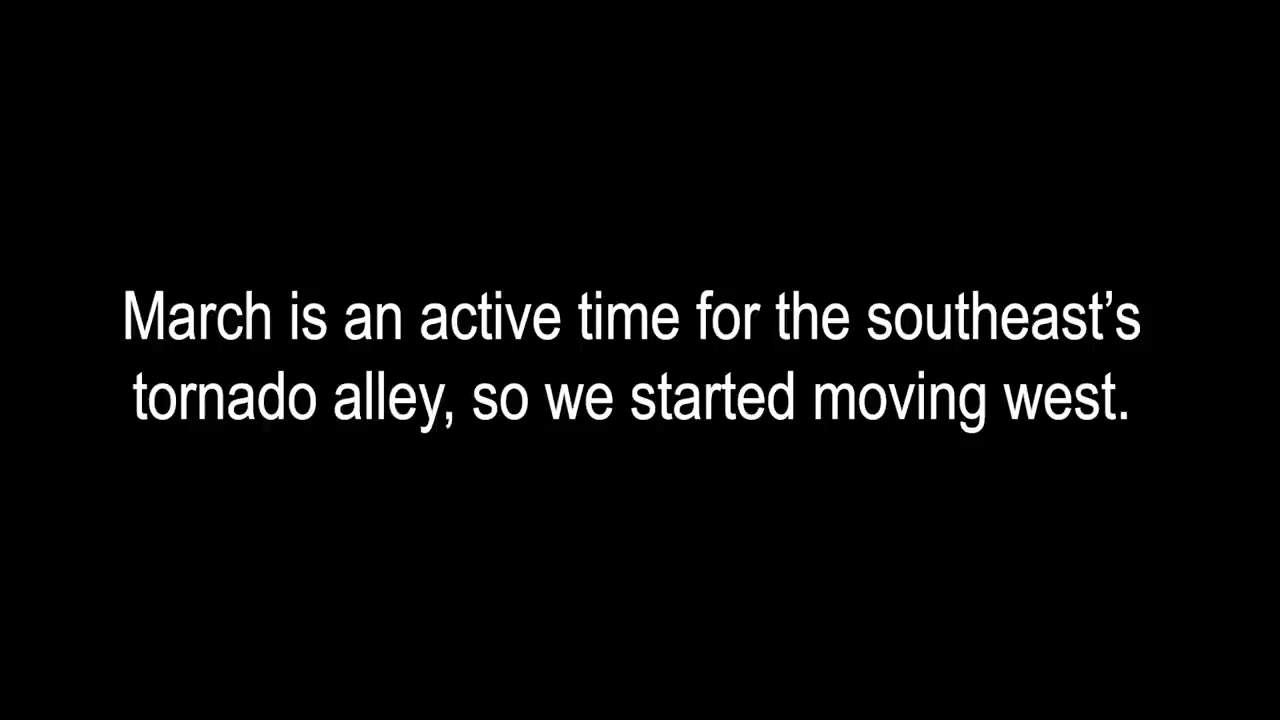 March is an active time for the southeast’s
tornado alley, so we started moving west.